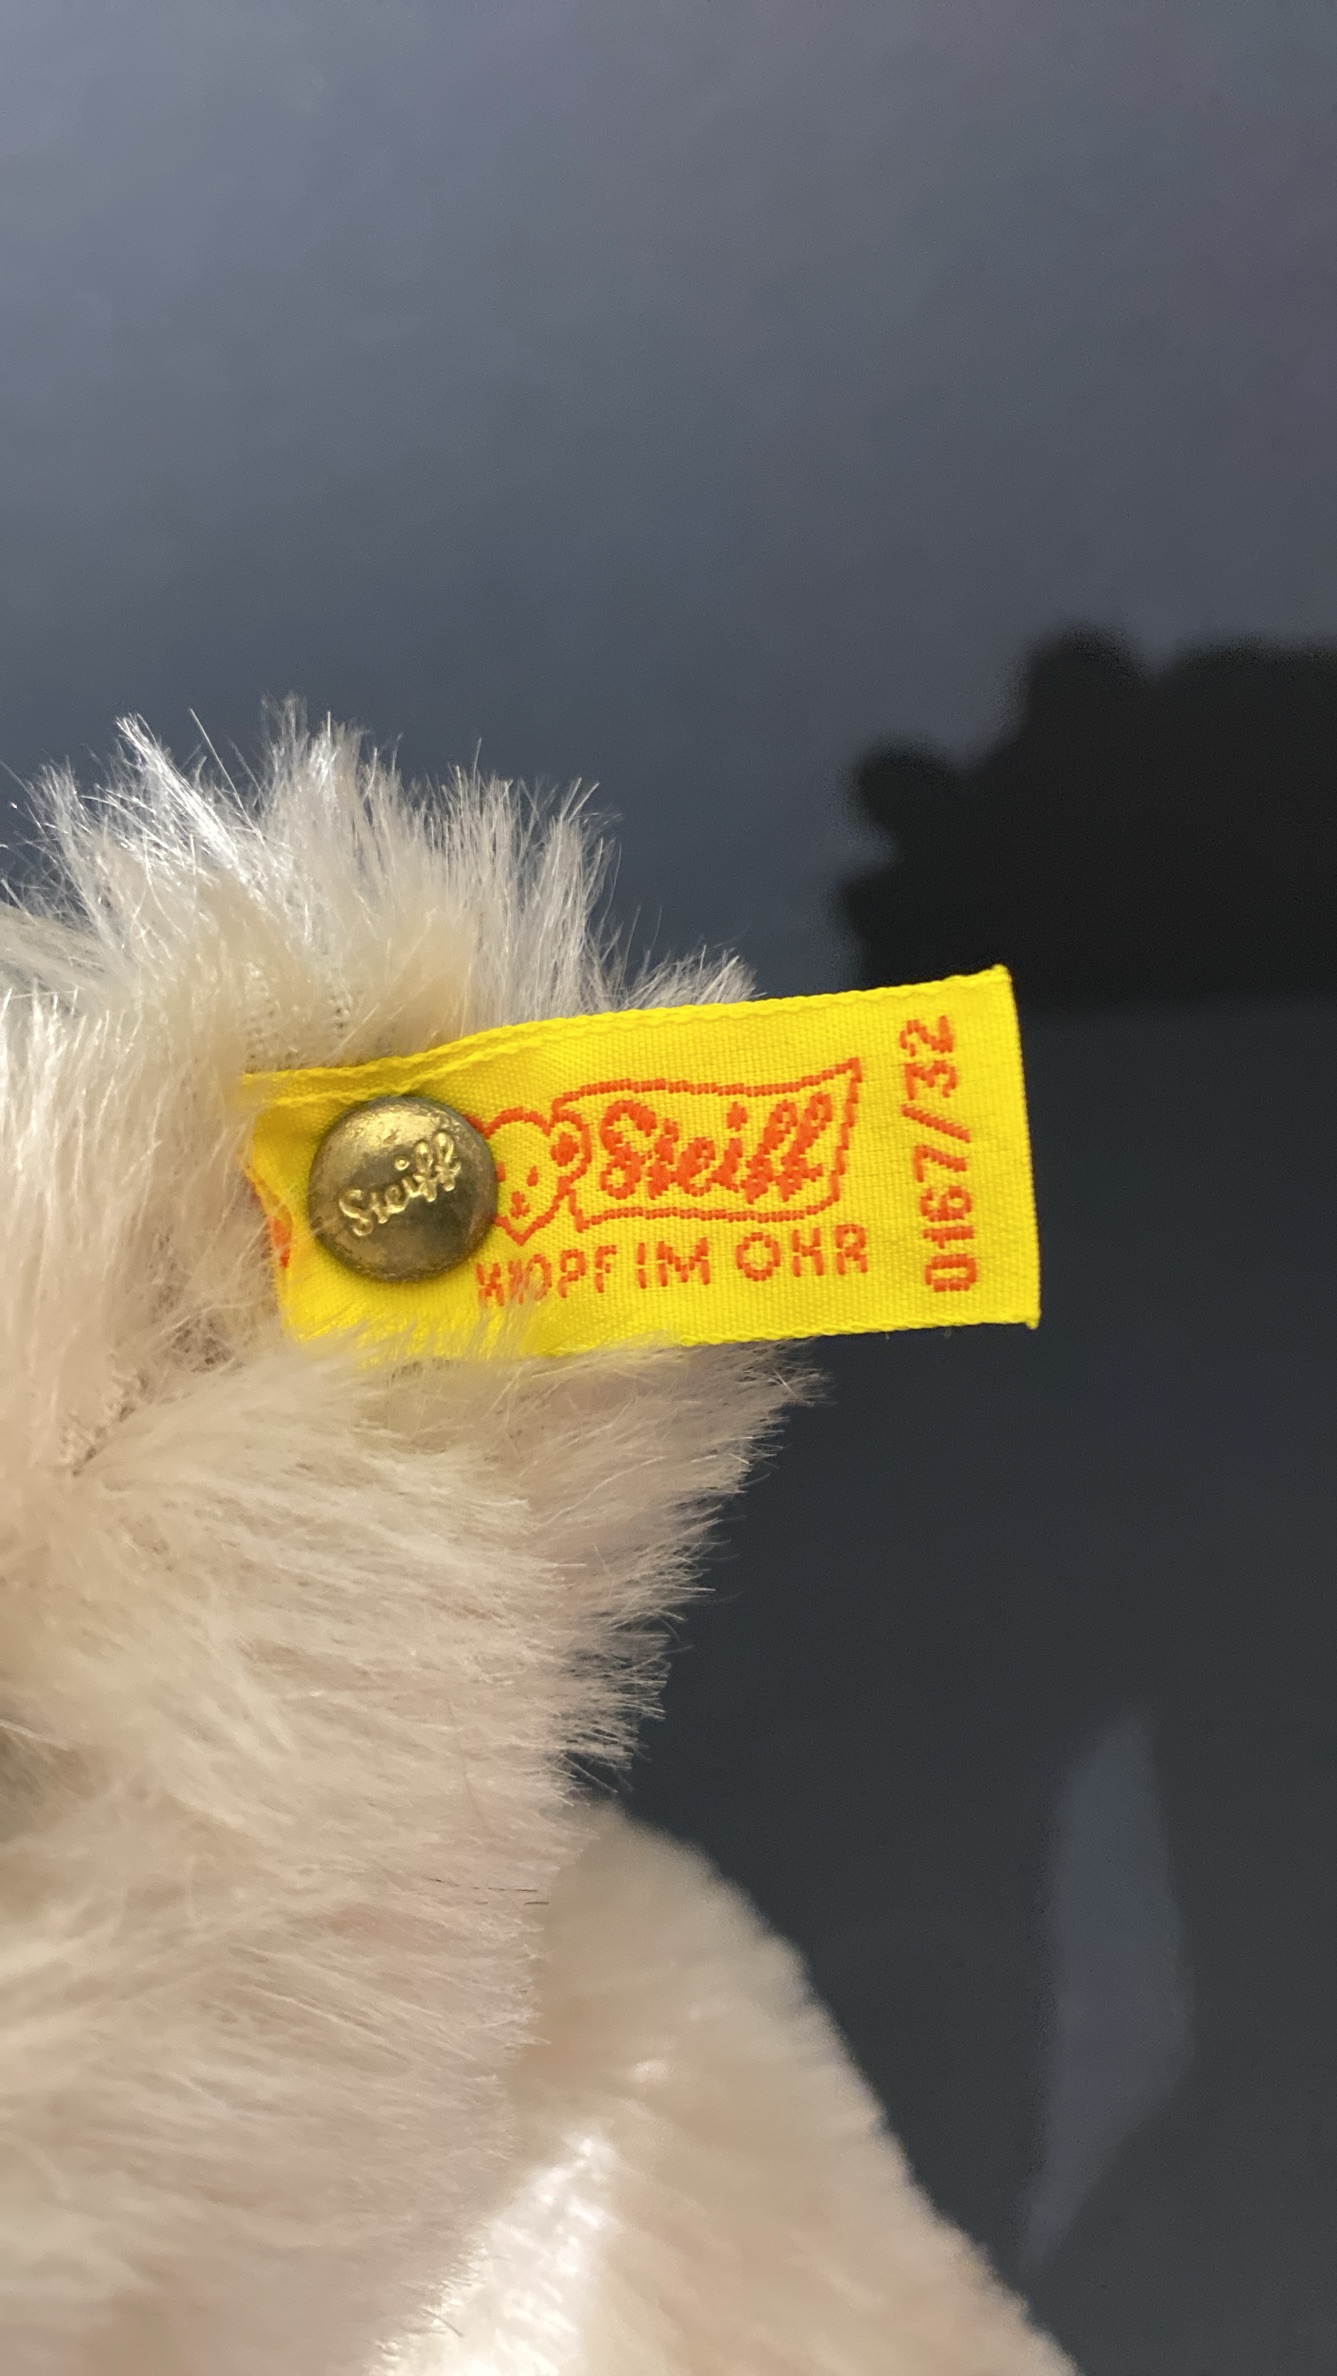 Steiff
Steiff
KNOPF IM OHR
0167/32